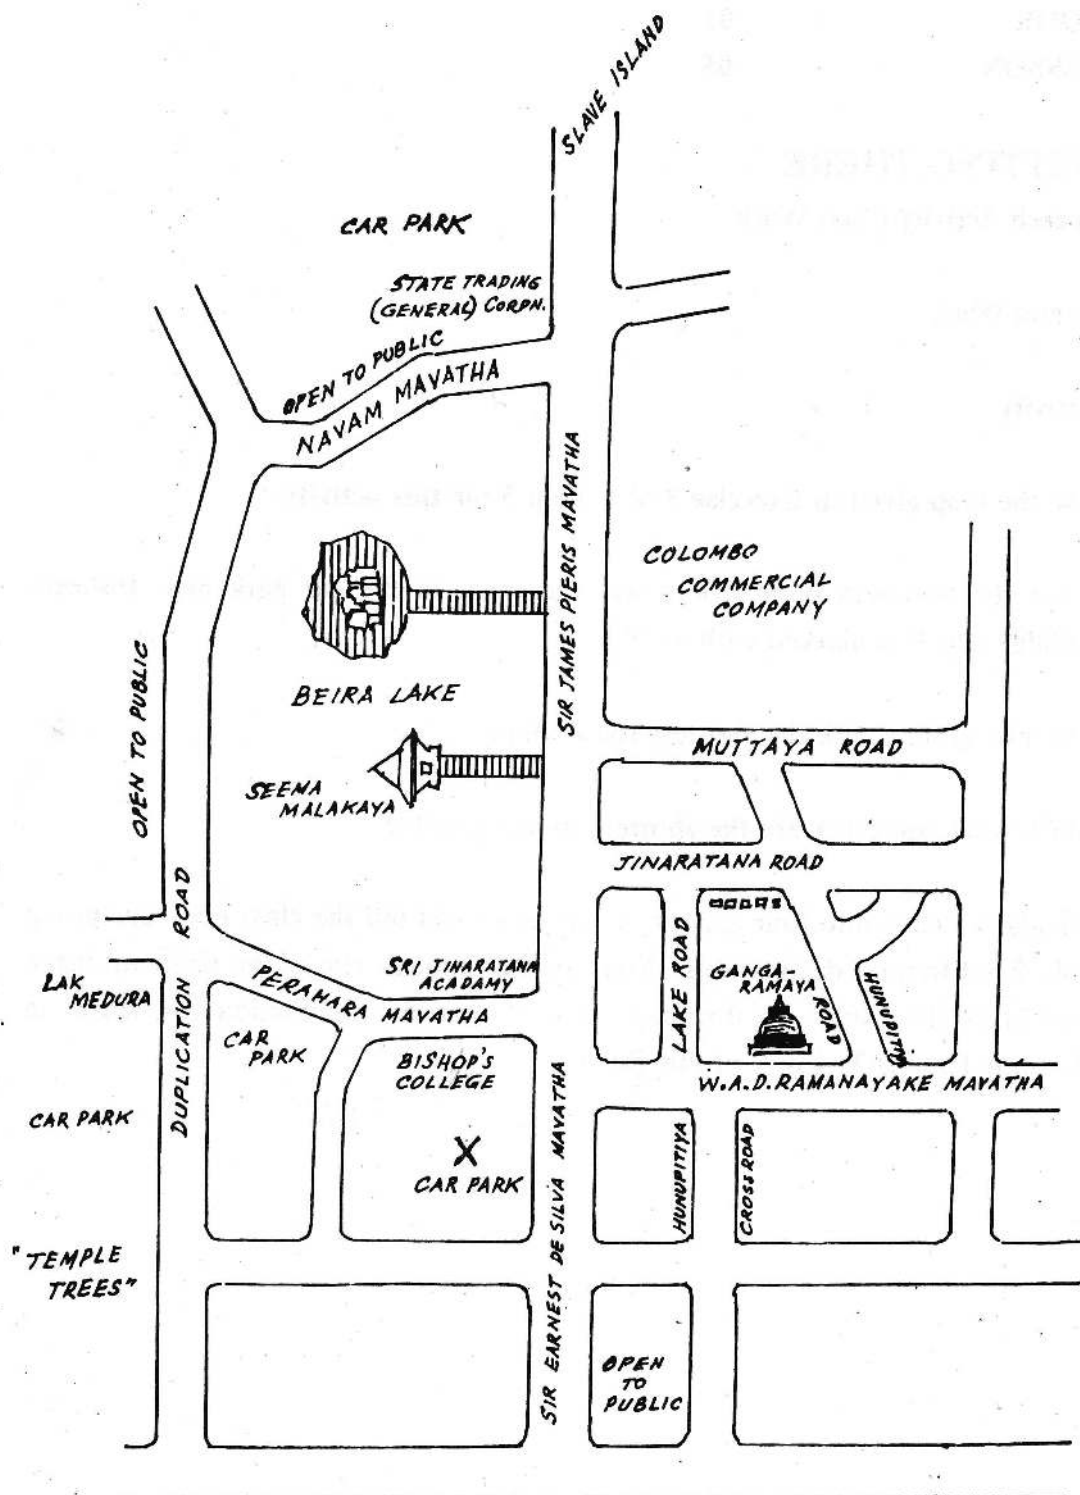 SLAVE ISLAND
CAR PARK
STATE TRADING
(GENERAL) CORPN.
OPEN TO PUBLIC
NAVAM MAVATHA
SIR JAMES PIERIS MAVATHA
COLOMBO
COMMERCIAL
COMPANY
OPEN TO PUBLIC
BEIRA LAKE
MUTTAYA ROAD
SEEMA
MALAKAYA
JINARATANA ROAD
DUPLICATION ROAD
PERAHARA MAVATHA
SRI JINARATANA
ACADAMY
LAKE ROAD
GANGA-
RAMAYA
ROAD
HUNUPITIYA
LAK
MEDURA
CAR
PARK
BISHOP'S
COLLEGE
W.A.D. RAMANAYAKE MAVATHA
CAR PARK
X
CAR PARK
HUNUPITIYA
CROSS ROAD
SIR EARNEST DE SILVA MAVATHA
"TEMPLE
TREES"
OPEN
TO
PUBLIC